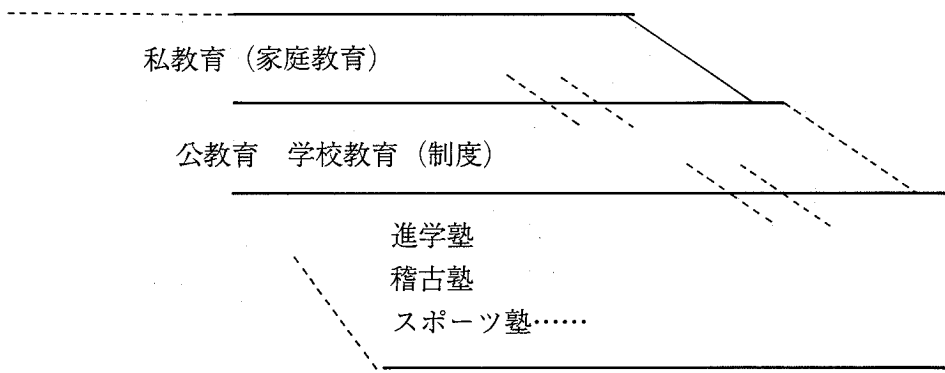 私教育（家庭教育）
公教育　学校教育（制度）
進学塾
稽古塾
スポーツ塾……